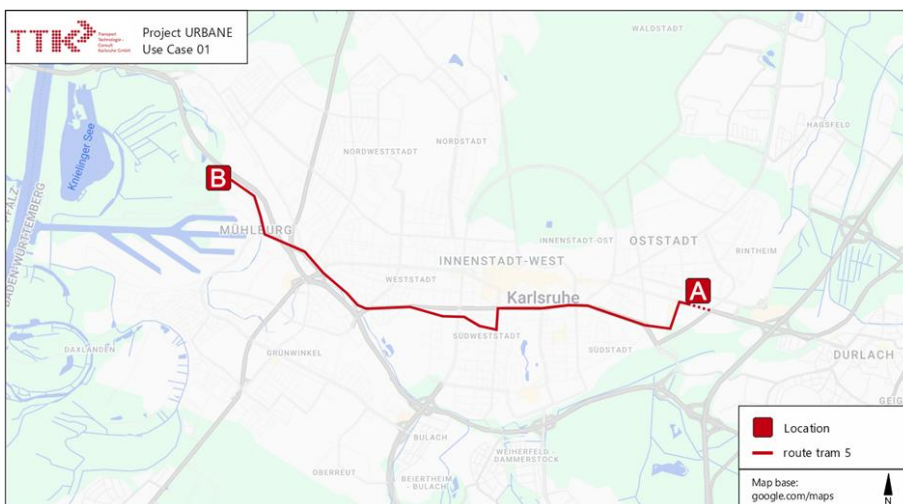 TTK
Transport
Technologie-
Consult
Karlsruhe GmbH
Project URBANE
Use Case 01
WALDSTADT
HAGSFELD
Knielinger See
NORDSTADT
NORDWESTSTADT
PFALZ
BADEN-WÜRTTEMBERG
B
MÜHLBURG
INNENSTADT-OST
OSTSTADT
RINTHEIM
INNENSTADT-WEST
WESTSTADT
A
Karlsruhe
SÜDWESTSTADT
DAXLANDEN
GRÜNWINKEL
SÜDSTADT
DURLACH
GEIG
BULACH
WEIHERFELD-
DAMMERSTOCK
OBERREUT
BEIERTHEIM
- BULACH
Location
route tram 5
Map base:
google.com/maps
N